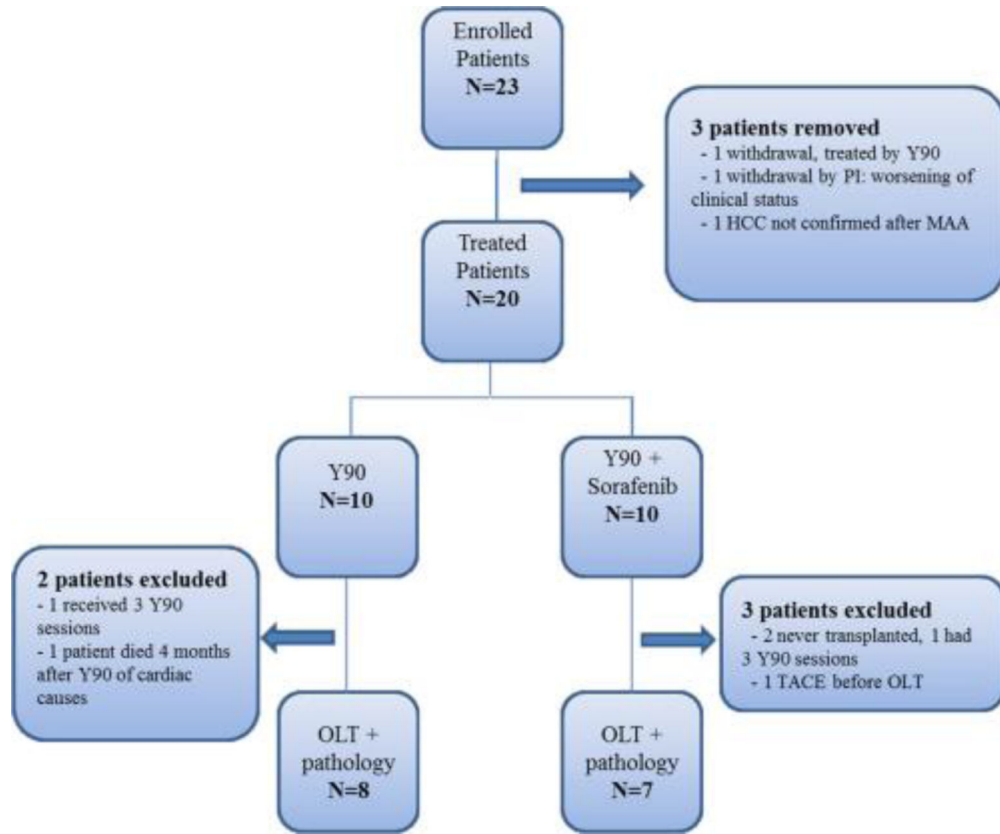 Enrolled
Patients
N=23
3 patients removed
- 1 withdrawal, treated by Y90
- 1 withdrawal by PI: worsening of
clinical status
- 1 HCC not confirmed after MAA
Treated
Patients
N=20
Y90
N=10
Y90 +
Sorafenib
N=10
2 patients excluded
- 1 received 3 Y90
sessions
- 1 patient died 4 months
after Y90 of cardiac
causes
3 patients excluded
- 2 never transplanted, 1 had
3 Y90 sessions
- 1 TACE before OLT
OLT +
pathology
N=8
OLT +
pathology
N=7